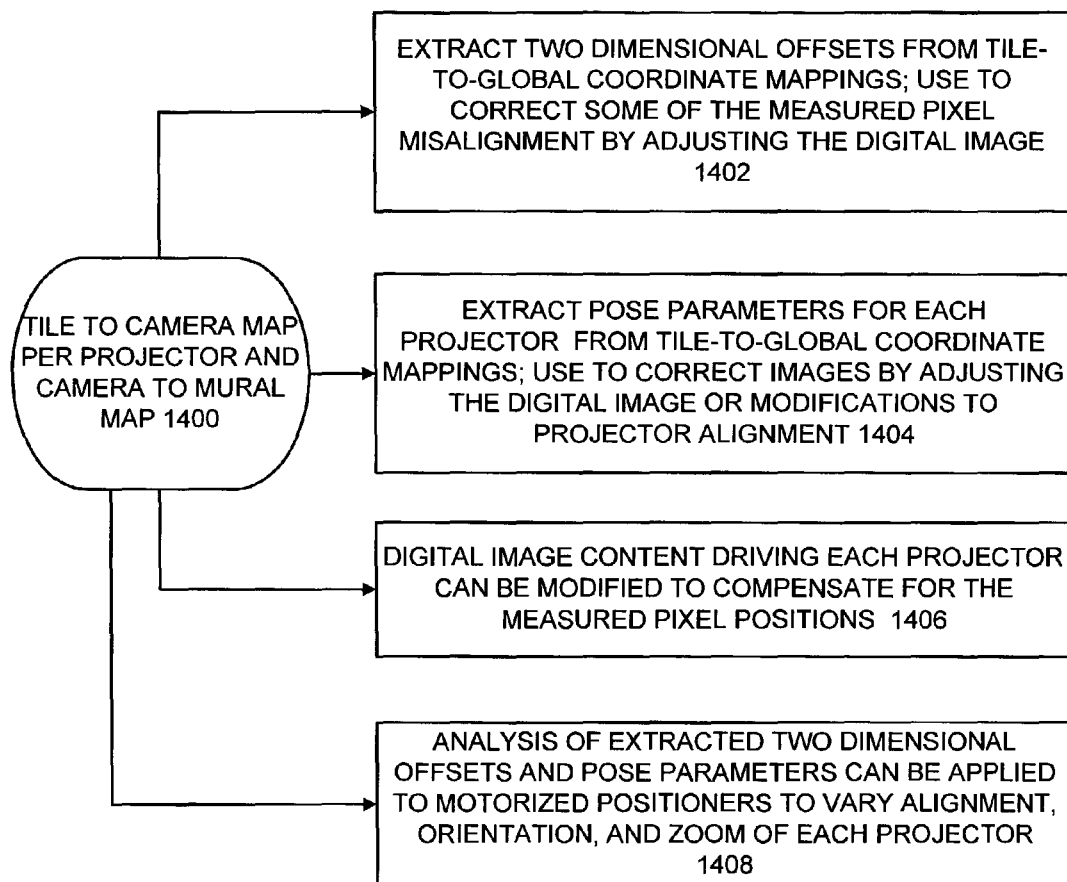 EXTRACT TWO DIMENSIONAL OFFSETS FROM TILE-
TO-GLOBAL COORDINATE MAPPINGS; USE TO
CORRECT SOME OF THE MEASURED PIXEL
MISALIGNMENT BY ADJUSTING THE DIGITAL IMAGE
1402
TILE TO CAMERA MAP
PER PROJECTOR AND
CAMERA TO MURAL
MAP 1400
EXTRACT POSE PARAMETERS FOR EACH
PROJECTOR FROM TILE-TO-GLOBAL COORDINATE
MAPPINGS; USE TO CORRECT IMAGES BY ADJUSTING
THE DIGITAL IMAGE OR MODIFICATIONS TO
PROJECTOR ALIGNMENT 1404
DIGITAL IMAGE CONTENT DRIVING EACH PROJECTOR
CAN BE MODIFIED TO COMPENSATE FOR THE
MEASURED PIXEL POSITIONS 1406
ANALYSIS OF EXTRACTED TWO DIMENSIONAL
OFFSETS AND POSE PARAMETERS CAN BE APPLIED
TO MOTORIZED POSITIONERS TO VARY ALIGNMENT,
ORIENTATION, AND ZOOM OF EACH PROJECTOR
1408